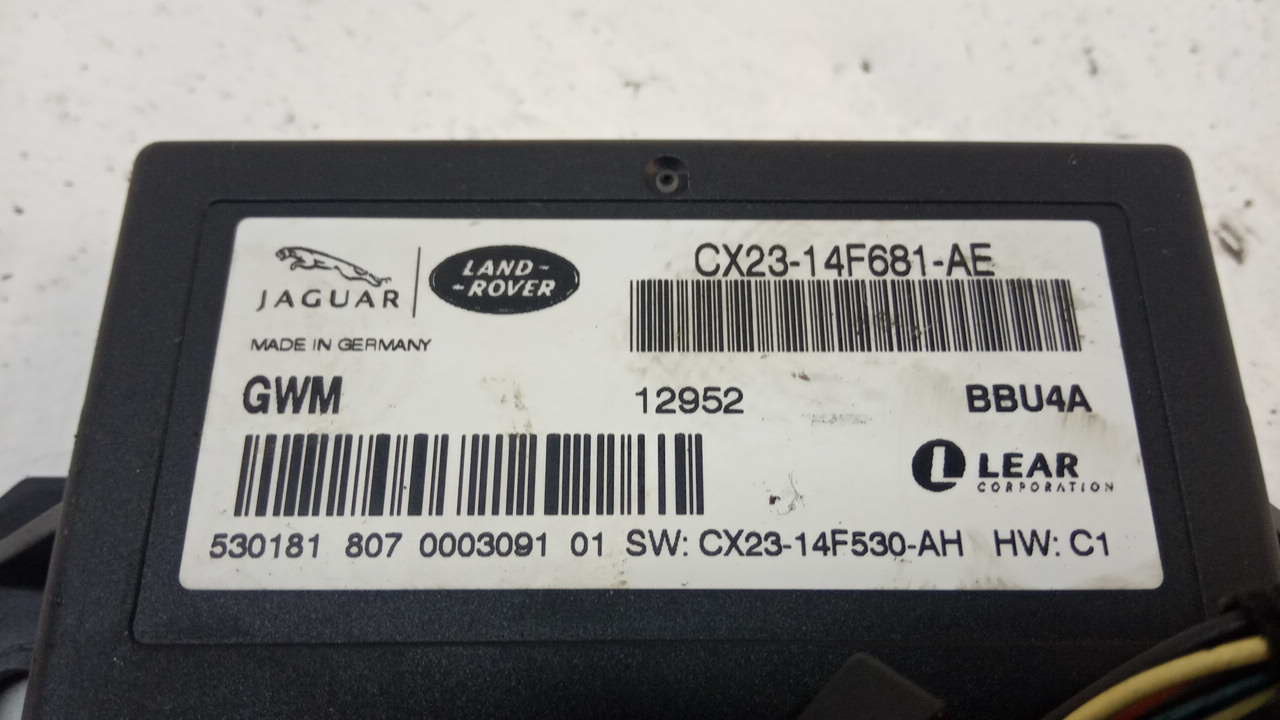 JAGUAR
LAND-
-ROVER
CX23-14F681-AE
MADE IN GERMANY
GWM 12952 BBU4A
LEAR
CORPORATION
530181 807 0003091 01 SW: CX23-14F530-AH HW: C1